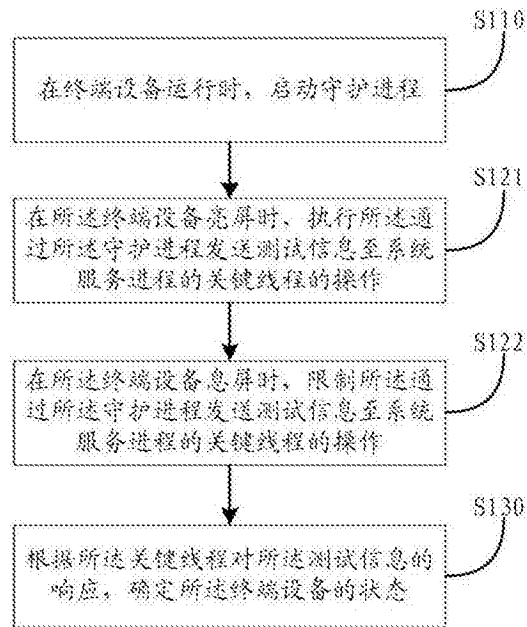 S110
在终端设备运行时，启动守护进程
S121
在所述终端设备亮屏时，执行所述通
过所述守护进程发送测试信息至系统
服务进程的关键线程的操作
S122
在所述终端设备息屏时，限制所述通
过所述守护进程发送测试信息至系统
服务进程的关键线程的操作
S130
根据所述关键线程对所述测试信息的
响应，确定所述终端设备的状态